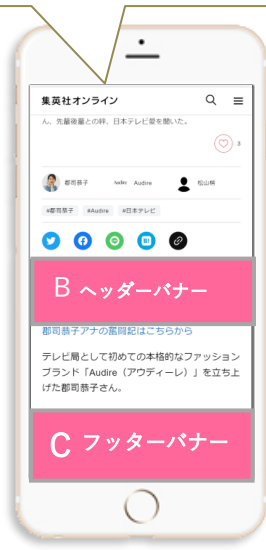 集英社オンライン
ん、先輩後輩との絆、日本テレビ愛を聞いた。
3
郡司恭子 Audire Audire 松山梢
#郡司恭子 #Audire #日本テレビ
B ヘッダーバナー
郡司恭子アナの奮闘記はこちらから
テレビ局として初めての本格的なファッション
ブランド「Audire（アウディーレ）」を立ち上
げた郡司恭子さん。
C フッターバナー